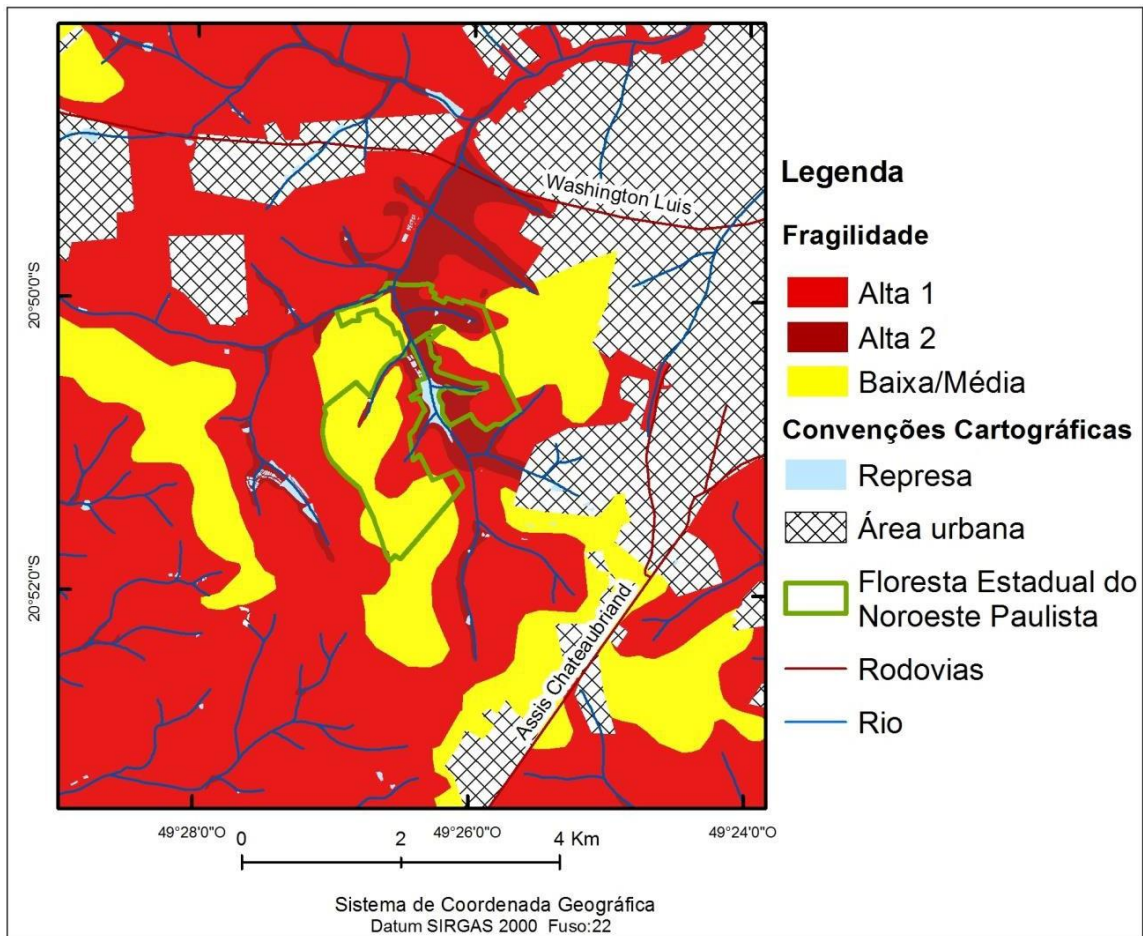 Washington Luis
Assis Chateaubriand
20°50'0"S
20°52'0"S
49°28'0"O
49°26'0"O
49°24'0"O
0 2 4 Km
Sistema de Coordenada Geográfica
Datum SIRGAS 2000 Fuso:22
Legenda
Fragilidade
Alta 1
Alta 2
Baixa/Média
Convenções Cartográficas
Represa
Área urbana
Floresta Estadual do
Noroeste Paulista
Rodovias
Rio